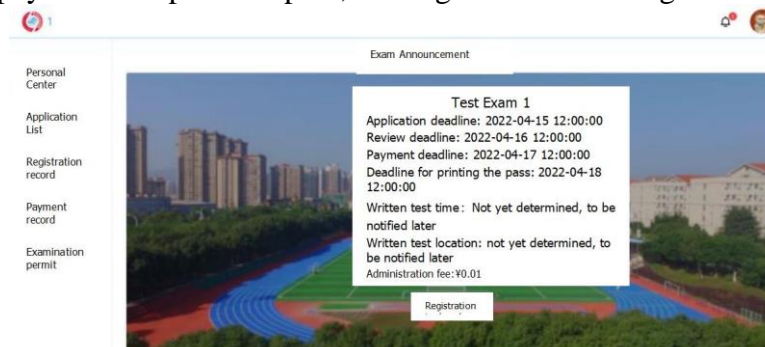 1
Exam Announcement
Personal
Center
Application
List
Registration
record
Payment
record
Examination
permit
Test Exam 1
Application deadline: 2022-04-15 12:00:00
Review deadline: 2022-04-16 12:00:00
Payment deadline: 2022-04-17 12:00:00
Deadline for printing the pass: 2022-04-18
12:00:00
Written test time: Not yet determined, to be
notified later
Written test location: not yet determined, to
be notified later
Administration fee:¥0.01
Registration